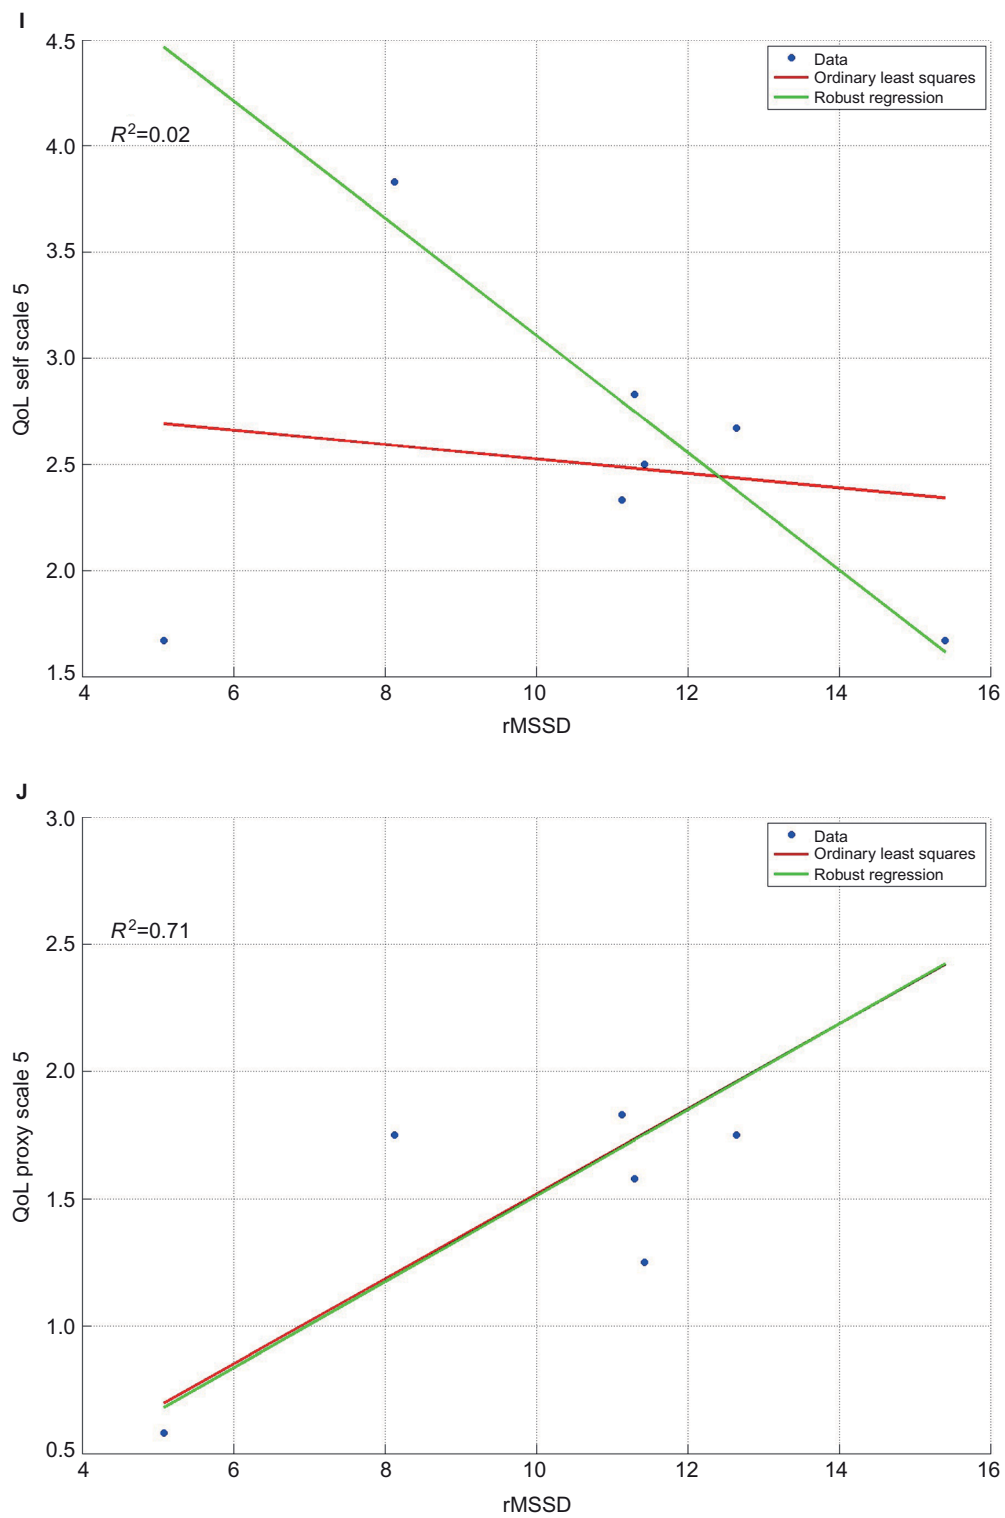 I
4.5
4.0
3.5
3.0
2.5
2.0
1.5
QoL self scale 5
R²=0.02
Data
Ordinary least squares
Robust regression
4 6 8 10 12 14 16
rMSSD
J
3.0
2.5
2.0
1.5
1.0
0.5
QoL proxy scale 5
R²=0.71
Data
Ordinary least squares
Robust regression
4 6 8 10 12 14 16
rMSSD